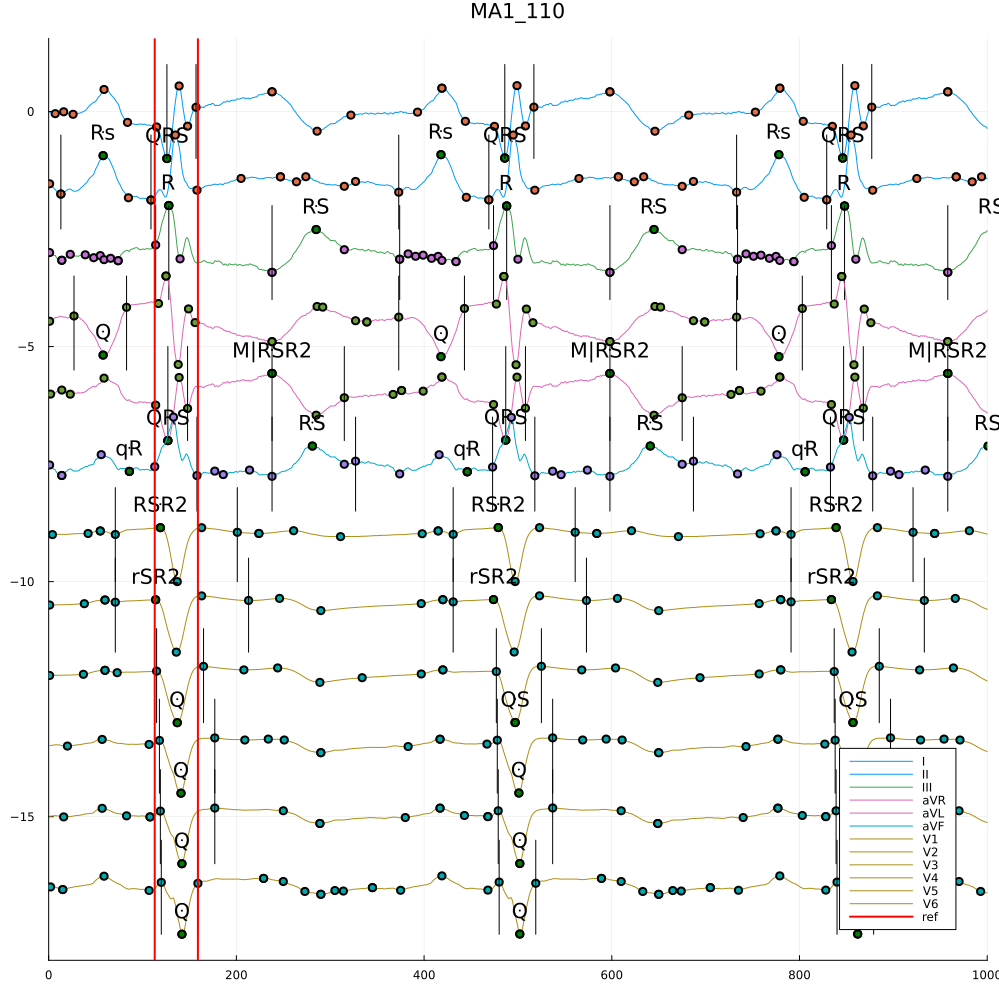 MA1_110
0
Rs QRS Rs QRS Rs QRS
R R R
RS RS RS
Q Q Q
−5
M|RSR2 M|RSR2 M|RSR2
QRS QRS QRS
qR RS qR RS qR RS
RSR2 RSR2 RSR2
−10
rSR2 rSR2 rSR2
Q QS QS
Q Q
I
II
III
aVR
aVL
aVF
V1
V2
V3
V4
V5
V6
ref
−15
Q Q
Q Q
0 200 400 600 800 1000